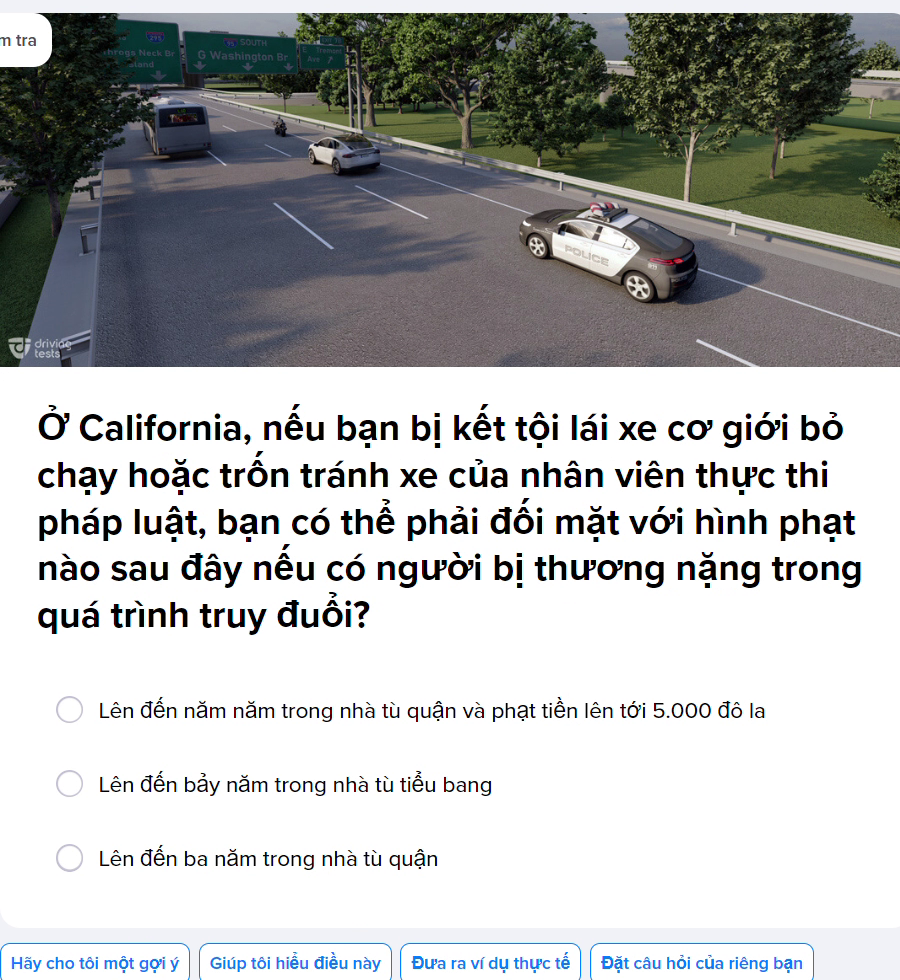 m tra
295
hrogs Neck Br
sland
95 SOUTH
G Washington Br
E Tremont
Ave
POLICE
driving
tests
Ở California, nếu bạn bị kết tội lái xe cơ giới bỏ
chạy hoặc trốn tránh xe của nhân viên thực thi
pháp luật, bạn có thể phải đối mặt với hình phạt
nào sau đây nếu có người bị thương nặng trong
quá trình truy đuổi?
Lên đến năm năm trong nhà tù quận và phạt tiền lên tới 5.000 đô la
Lên đến bảy năm trong nhà tù tiểu bang
Lên đến ba năm trong nhà tù quận
Hãy cho tôi một gợi ý
Giúp tôi hiểu điều này
Đưa ra ví dụ thực tế
Đặt câu hỏi của riêng bạn